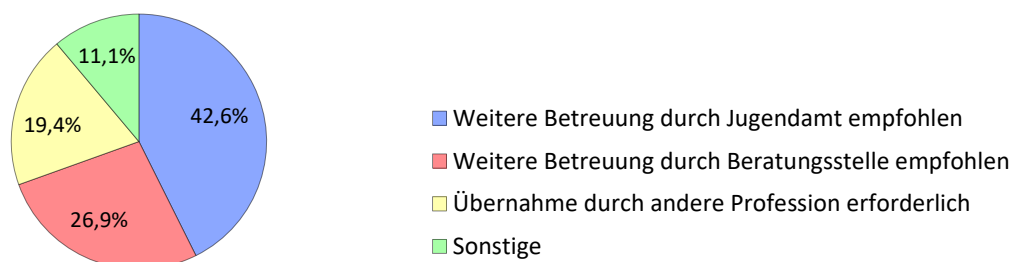 11,1%
42,6%
19,4%
26,9%
Weitere Betreuung durch Jugendamt empfohlen
Weitere Betreuung durch Beratungsstelle empfohlen
Übernahme durch andere Profession erforderlich
Sonstige